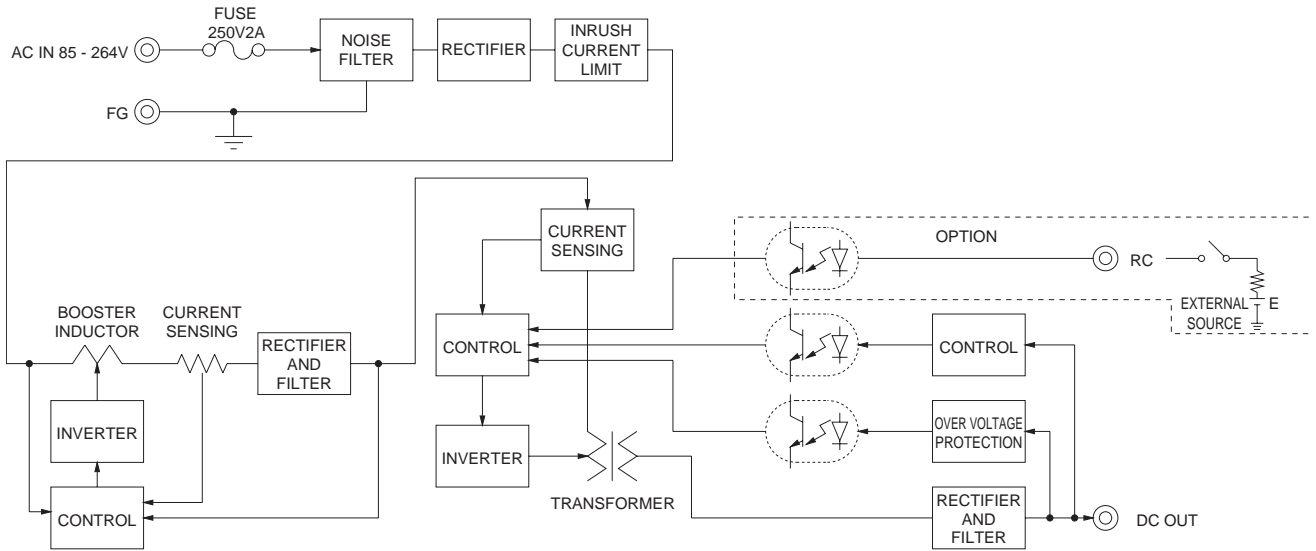 FUSE
250V2A
AC IN 85 - 264V
NOISE
FILTER
RECTIFIER
INRUSH
CURRENT
LIMIT
FG
CURRENT
SENSING
OPTION
RC
EXTERNAL
SOURCE
E
BOOSTER
INDUCTOR
CURRENT
SENSING
RECTIFIER
AND
FILTER
CONTROL
CONTROL
INVERTER
INVERTER
OVER VOLTAGE
PROTECTION
TRANSFORMER
CONTROL
RECTIFIER
AND
FILTER
DC OUT